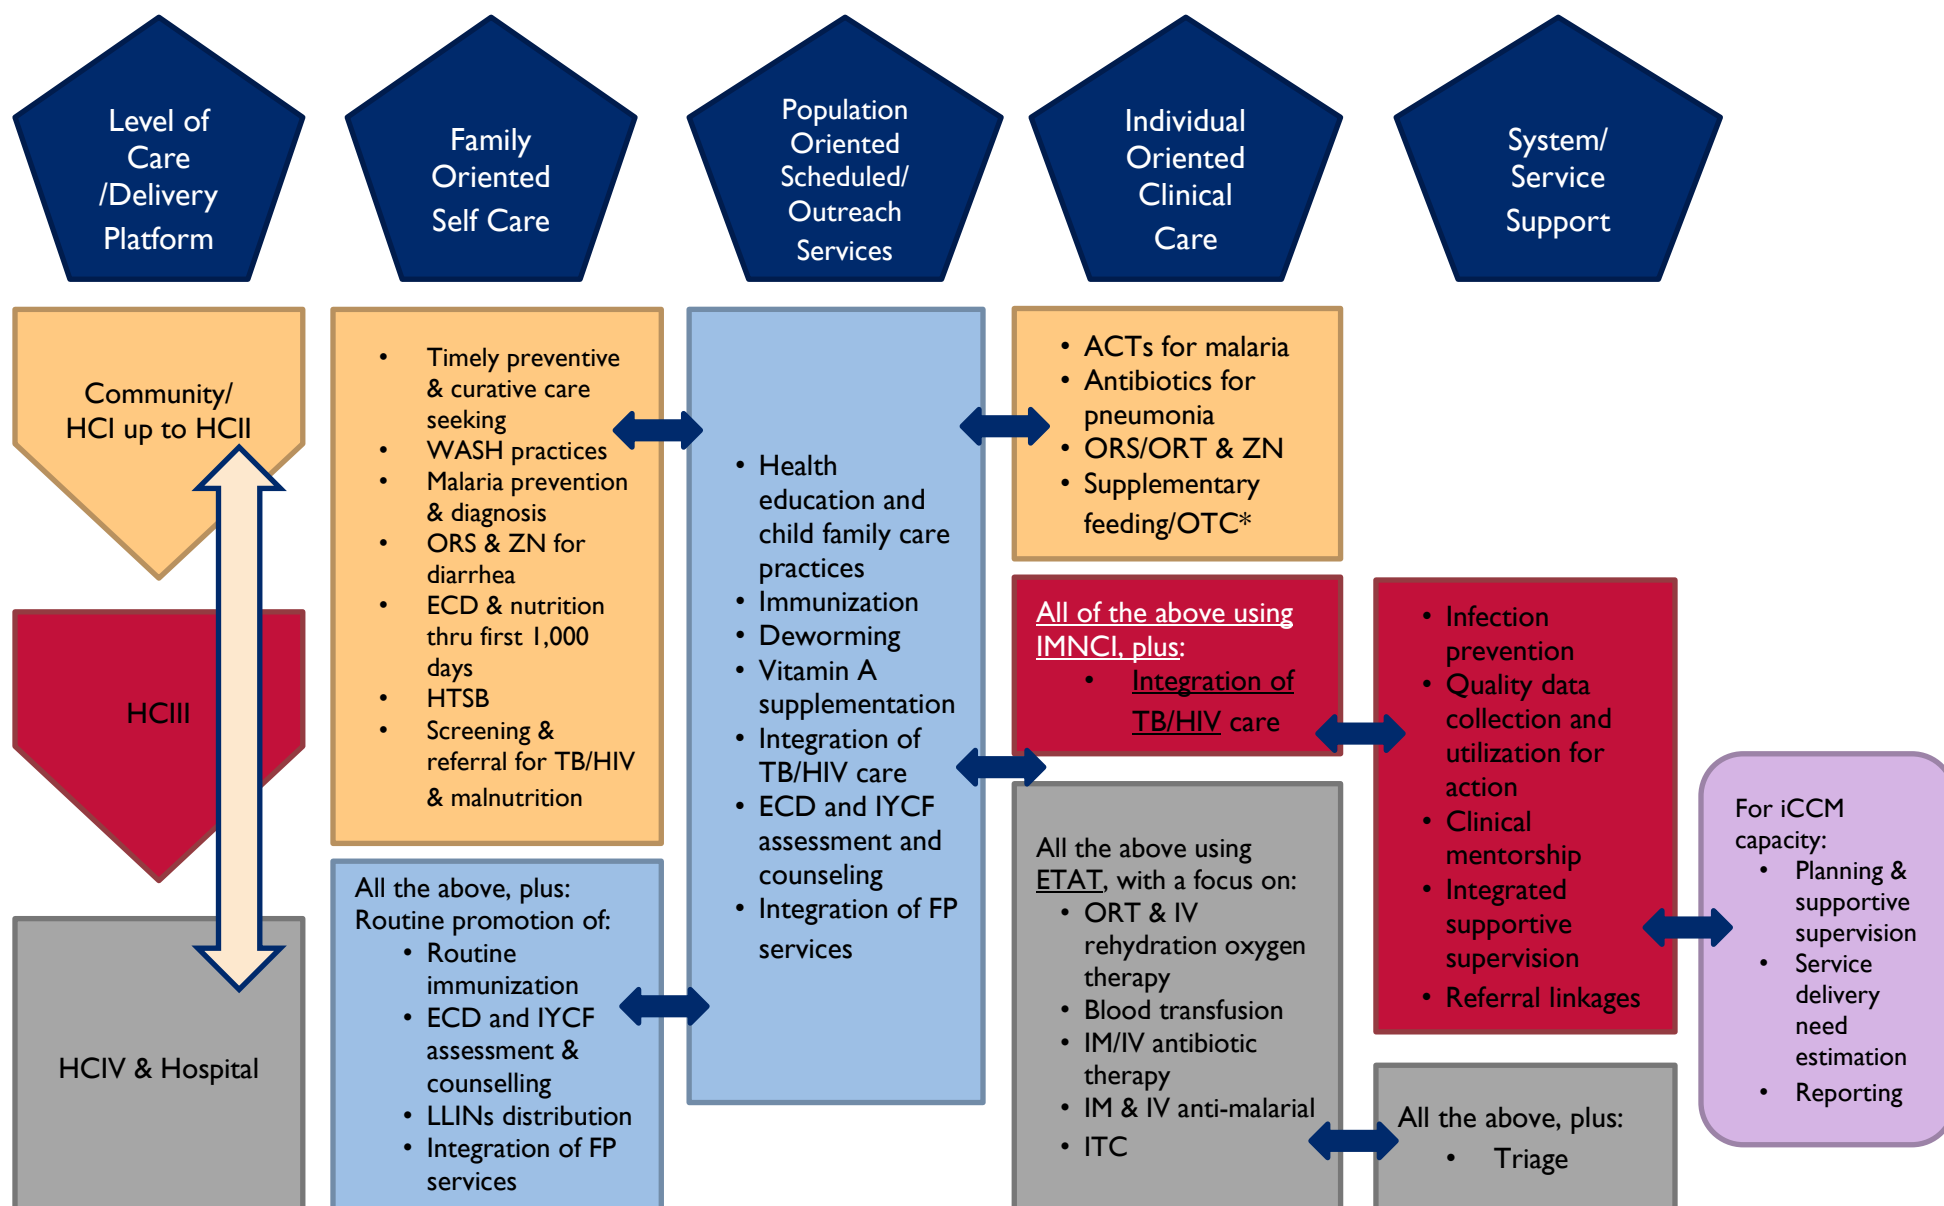 Level of
Care
/Delivery
Platform
Family
Oriented
Self Care
Population
Oriented
Scheduled/
Outreach
Services
Individual
Oriented
Clinical
Care
System/
Service
Support
Community/
HCI up to HCII
HCIII
HCIV & Hospital
• Timely preventive
& curative care
seeking
• WASH practices
• Malaria prevention
& diagnosis
• ORS & ZN for
diarrhea
• ECD & nutrition
thru first 1,000
days
• HTSB
• Screening &
referral for TB/HIV
& malnutrition
All the above, plus:
Routine promotion of:
• Routine
immunization
• ECD and IYCF
assessment &
counselling
• LLINs distribution
• Integration of FP
services
• Health
education and
child family care
practices
• Immunization
• Deworming
• Vitamin A
supplementation
• Integration of
TB/HIV care
• ECD and IYCF
assessment and
counseling
• Integration of FP
services
• ACTs for malaria
• Antibiotics for
pneumonia
• ORS/ORT & ZN
• Supplementary
feeding/OTC*
All of the above using
IMNCI, plus:
• Integration of
TB/HIV care
All the above using
ETAT, with a focus on:
• ORT & IV
rehydration oxygen
therapy
• Blood transfusion
• IM/IV antibiotic
therapy
• IM & IV anti-malarial
• ITC
• Infection
prevention
• Quality data
collection and
utilization for
action
• Clinical
mentorship
• Integrated
supportive
supervision
• Referral linkages
All the above, plus:
• Triage
For iCCM
capacity:
• Planning &
supportive
supervision
• Service
delivery
need
estimation
• Reporting